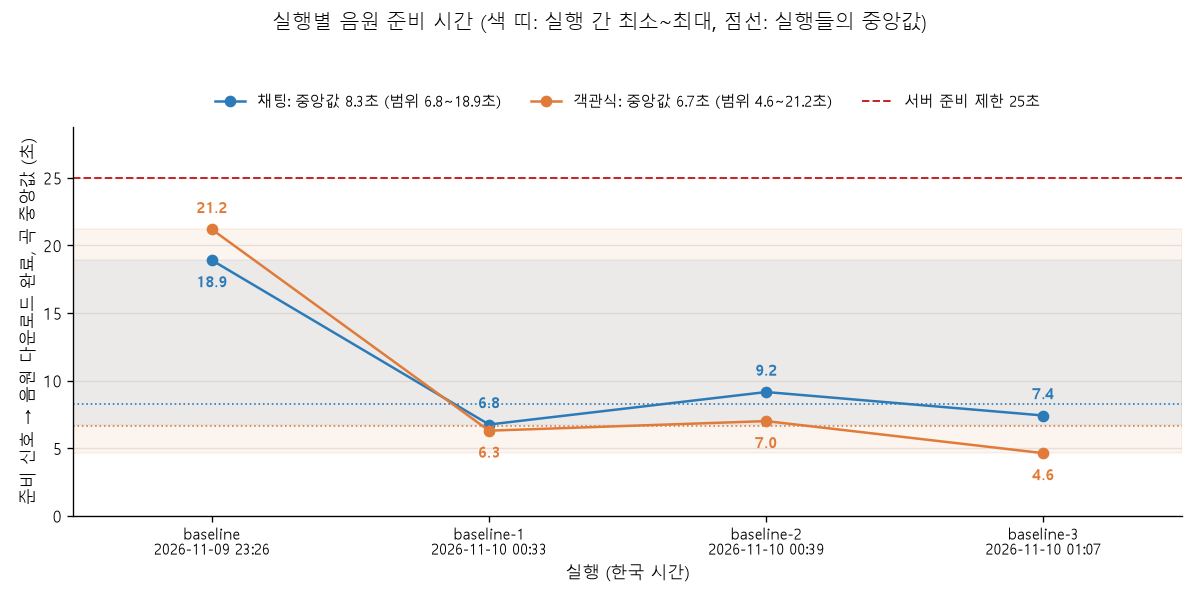 실행별 음원 준비 시간 (색 띠: 실행 간 최소~최대, 점선: 실행들의 중앙값)
채팅: 중앙값 8.3초 (범위 6.8~18.9초)
객관식: 중앙값 6.7초 (범위 4.6~21.2초)
서버 준비 제한 25초
준비 신호 → 음원 다운로드 완료, 곡 중앙값 (초)
25
20
15
10
5
0
21.2
18.9
6.8
6.3
9.2
7.0
7.4
4.6
baseline
2026-11-09 23:26
baseline-1
2026-11-10 00:33
baseline-2
2026-11-10 00:39
baseline-3
2026-11-10 01:07
실행 (한국 시간)